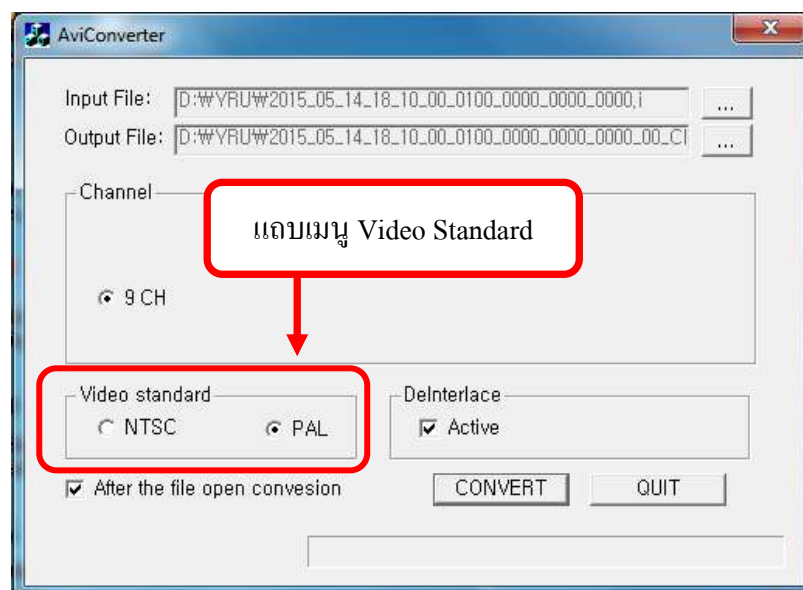 AviConverter
Input File: D:₩YRU₩2015_05_14_18_10_00_0100_0000_0000_0000,i ...
Output File: D:₩YRU₩2015_05_14_18_10_00_0100_0000_0000_0000_00_CI ...
Channel
แถบเมนู Video Standard
9 CH
Video standard
DeInterlace
NTSC PAL
Active
After the file open convesion
CONVERT
QUIT